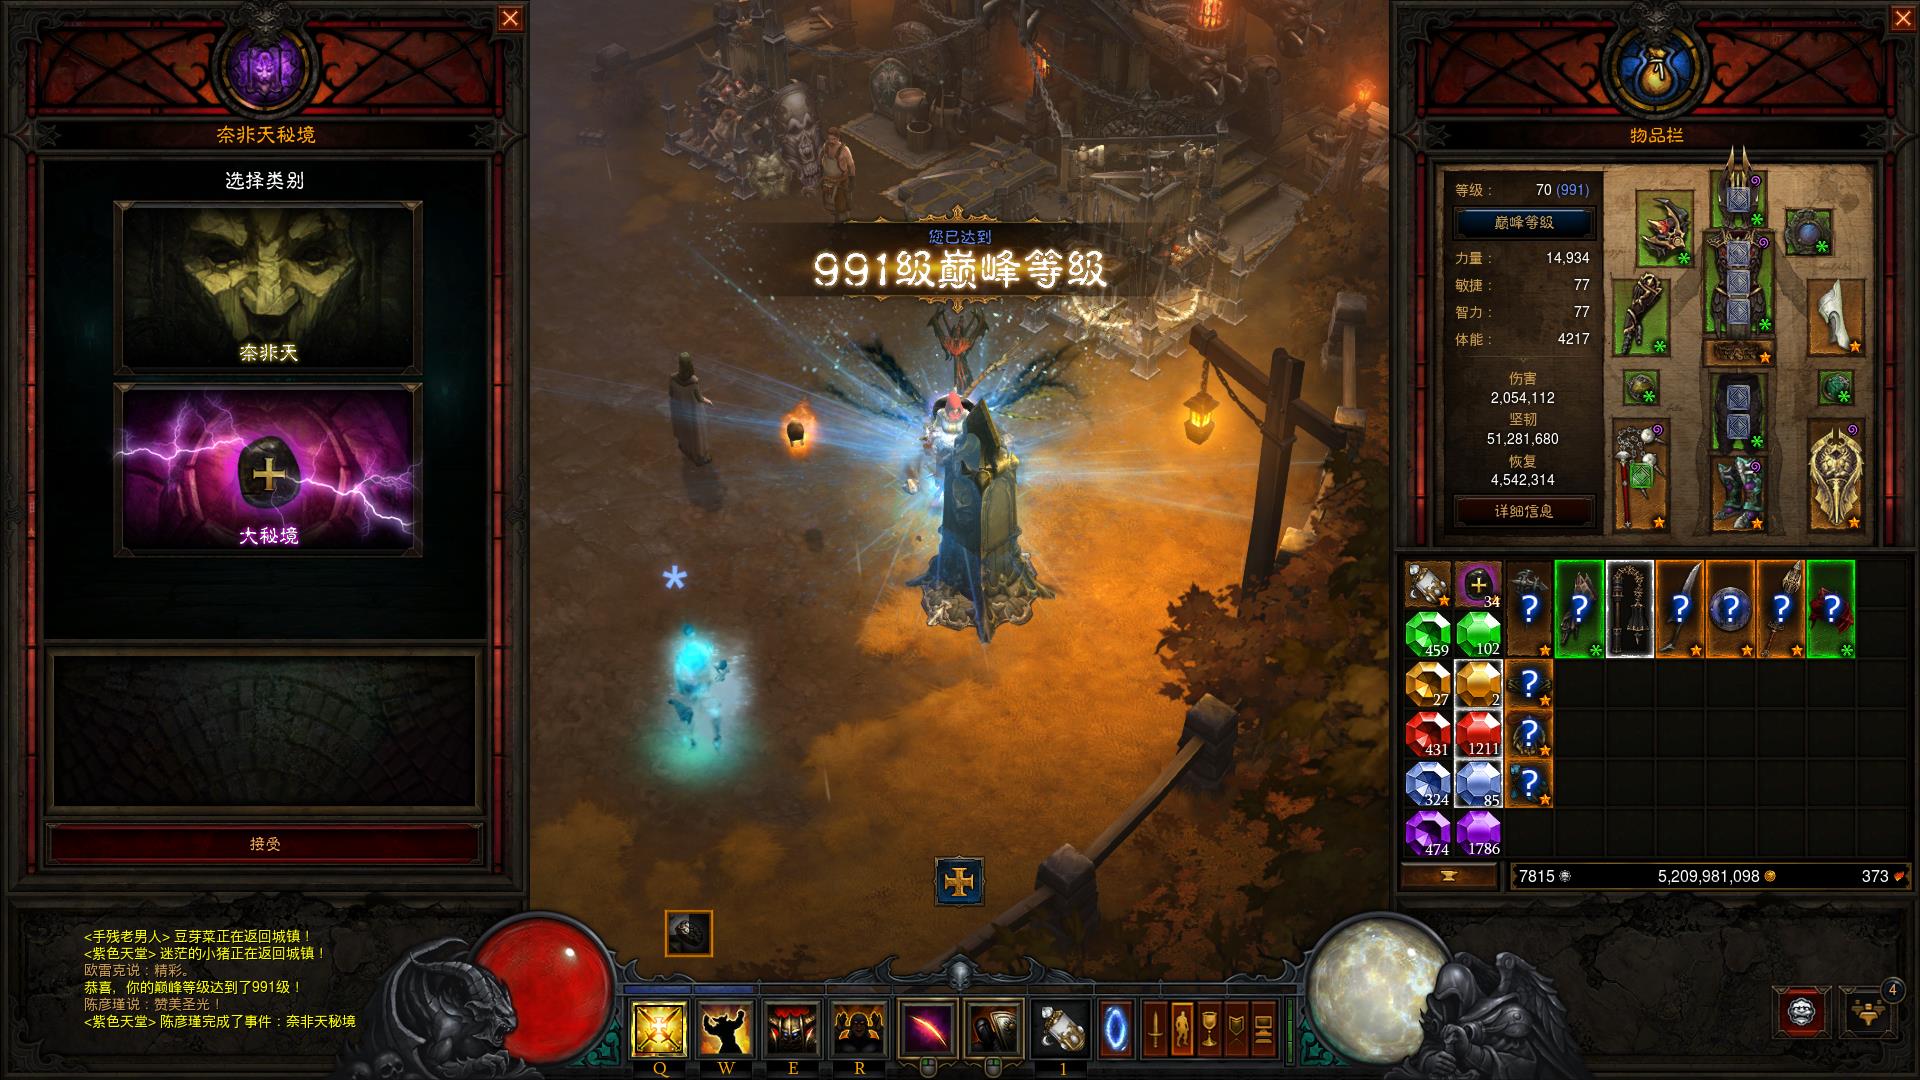 奈非天秘境
选择类别
奈非天
大秘境
接受
您已达到
991级巅峰等级
物品栏
等级：
70 (991)
巅峰等级
力量：
14,934
敏捷：
77
智力：
77
体能：
4217
伤害
2,054,112
坚韧
51,281,680
恢复
4,542,314
详细信息
34
459
102
27
2
431
1211
324
85
474
1786
7815
5,209,981,098
373
<手残老男人> 豆芽菜正在返回城镇！
<紫色天堂> 迷茫的小猪正在返回城镇！
欧雷克说：精彩。
恭喜，你的巅峰等级达到了991级！
陈彦瑾说：赞美圣光！
<紫色天堂> 陈彦瑾完成了事件：奈非天秘境
Q
W
E
R
1
4